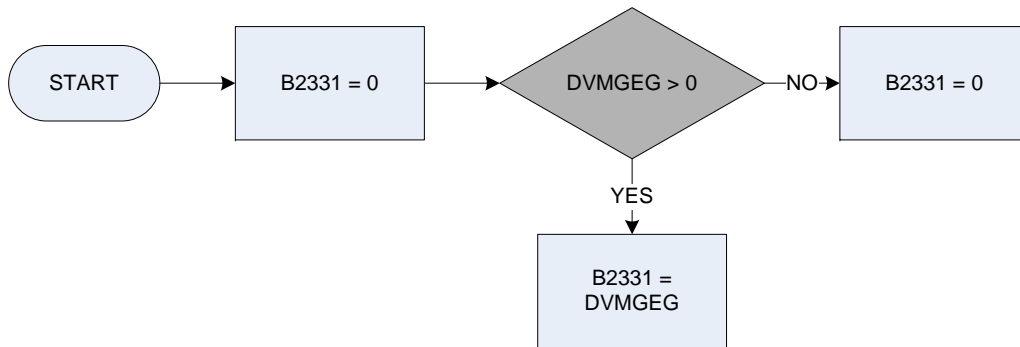 START
B2331 = 0
DVMGEG > 0
NO
B2331 = 0
YES
B2331 =
DVMGEG